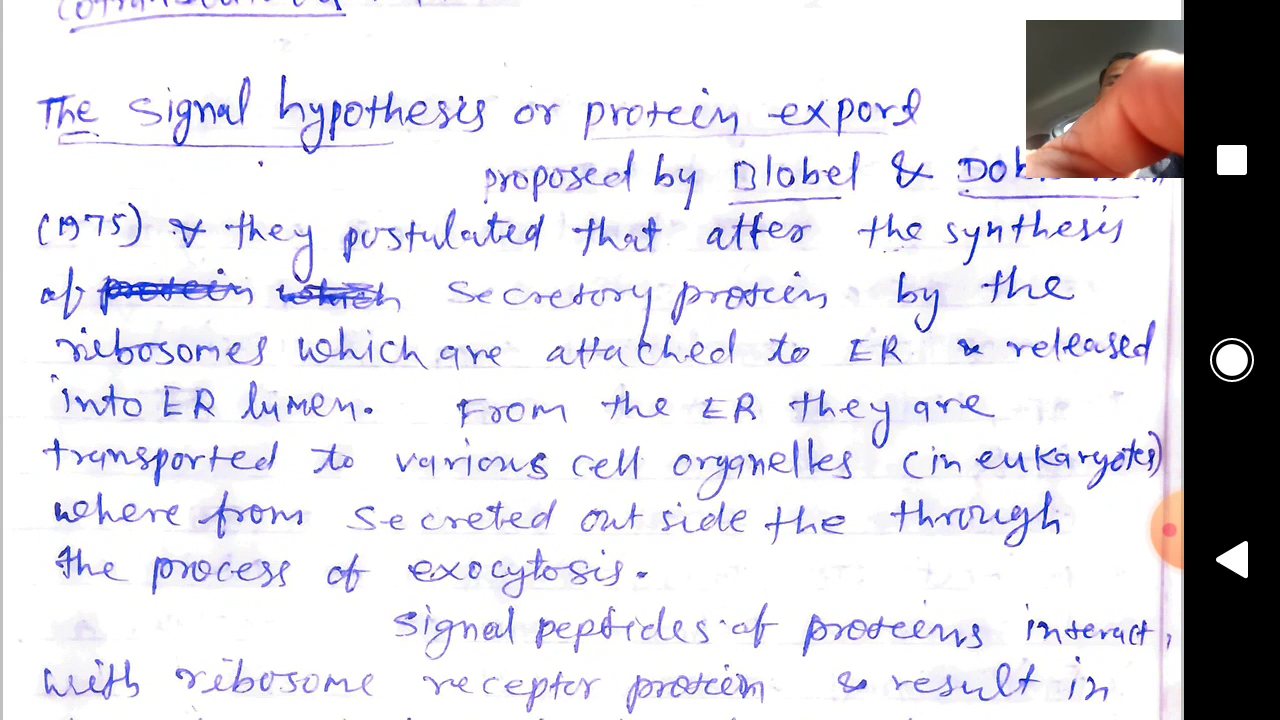 The Signal hypothesis or protein export
proposed by Blobel &
(1975) & they postulated that after the synthesis
of secretory protein by the
ribosomes which are attached to ER & released
into ER lumen. From the ER they are
transported to various cell organelles (in eukaryotes)
where from secreted out side the through
the process of exocytosis.
Signal peptides of proteins interact,
with ribosome receptor protein & result in